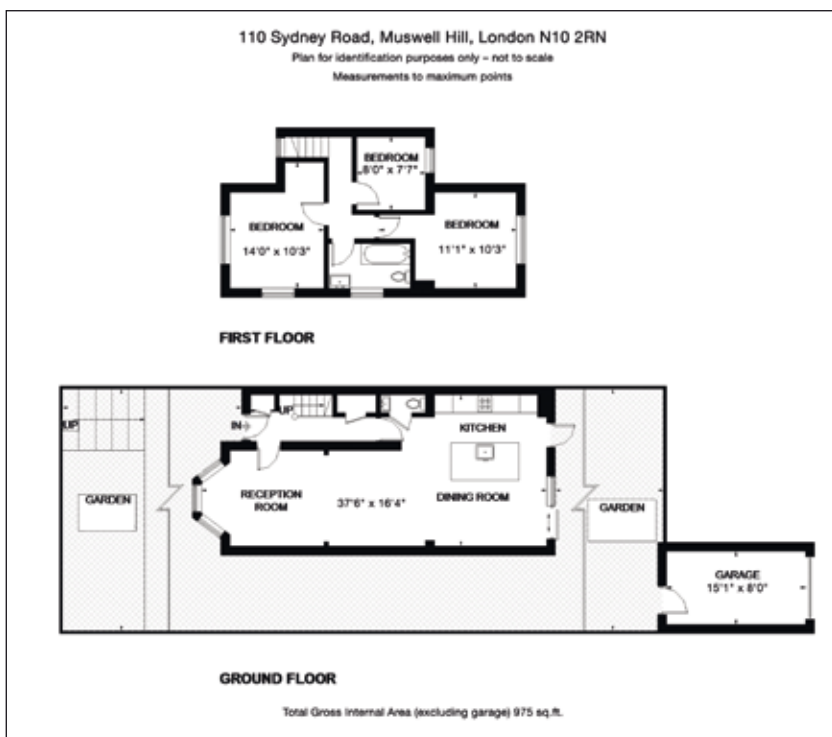 110 Sydney Road, Muswell Hill, London N10 2RN
Plan for identification purposes only – not to scale
Measurements to maximum points
BEDROOM
8'0" x 7'7"
BEDROOM
14'0" x 10'3"
BEDROOM
11'1" x 10'3"
FIRST FLOOR
UP
IN
UP
KITCHEN
GARDEN
RECEPTION
ROOM
37'6" x 16'4"
DINING ROOM
GARDEN
GARAGE
15'1" x 8'0"
GROUND FLOOR
Total Gross Internal Area (excluding garage) 975 sq.ft.